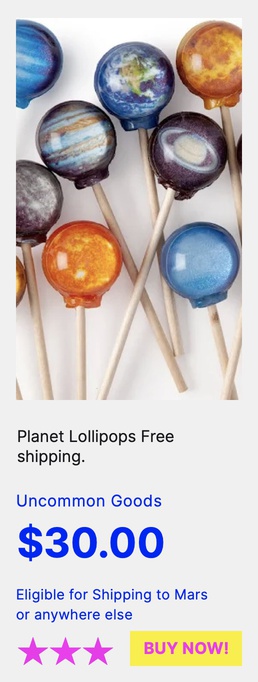 Planet Lollipops Free
shipping.
Uncommon Goods
$30.00
Eligible for Shipping to Mars
or anywhere else
BUY NOW!